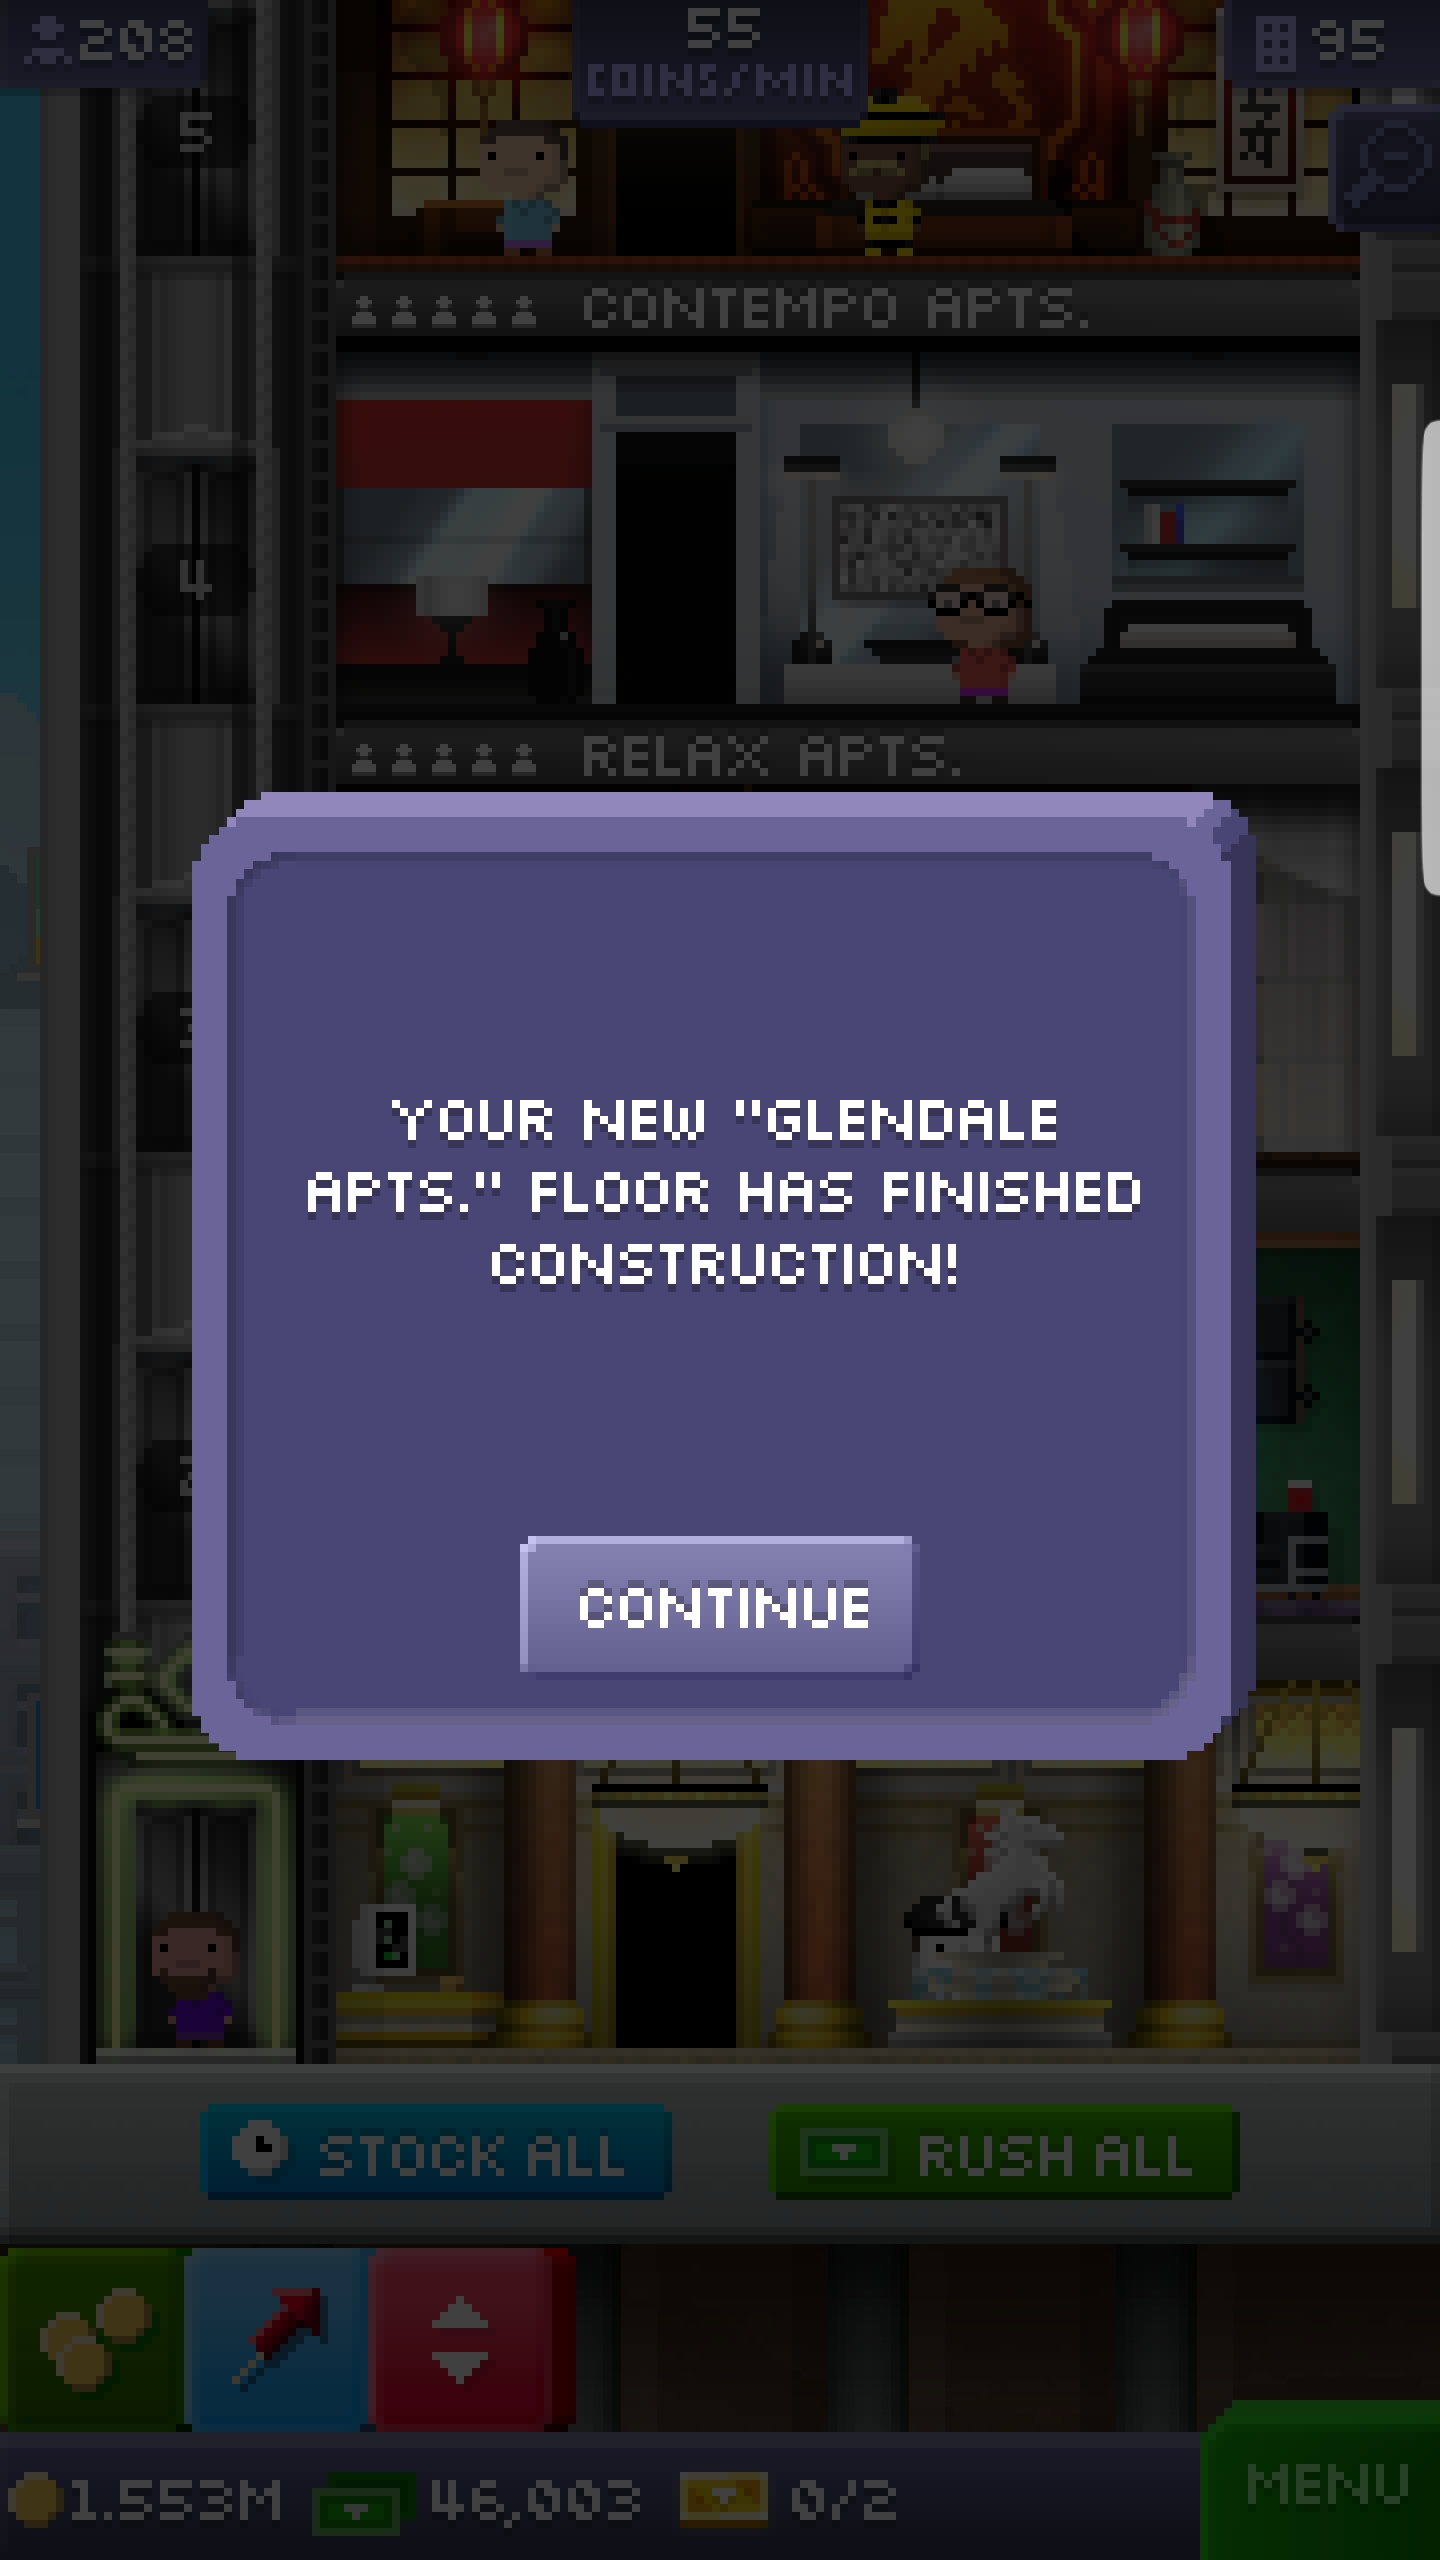 208
55
COINS/MIN
95
5
CONTEMPO APTS.
4
RELAX APTS.
YOUR NEW "GLENDALE
APTS." FLOOR HAS FINISHED
CONSTRUCTION!
CONTINUE
STOCK ALL
RUSH ALL
1.553M
46,003
0/2
MENU